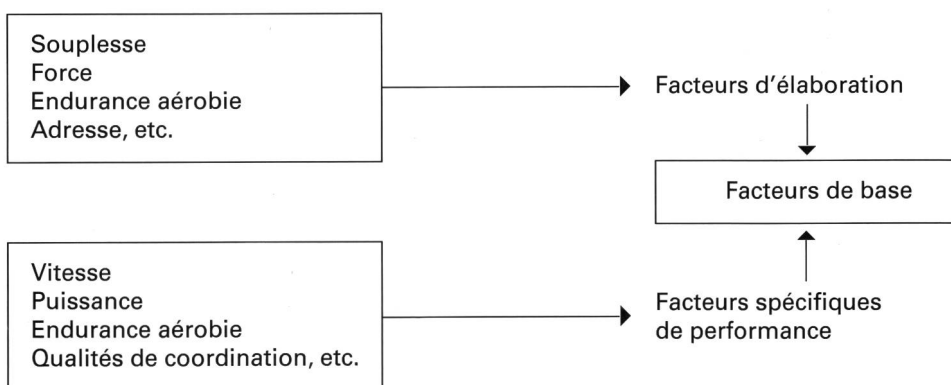 Souplesse
Force
Endurance aérobie
Adresse, etc.
Facteurs d'élaboration
Facteurs de base
Vitesse
Puissance
Endurance aérobie
Qualités de coordination, etc.
Facteurs spécifiques
de performance